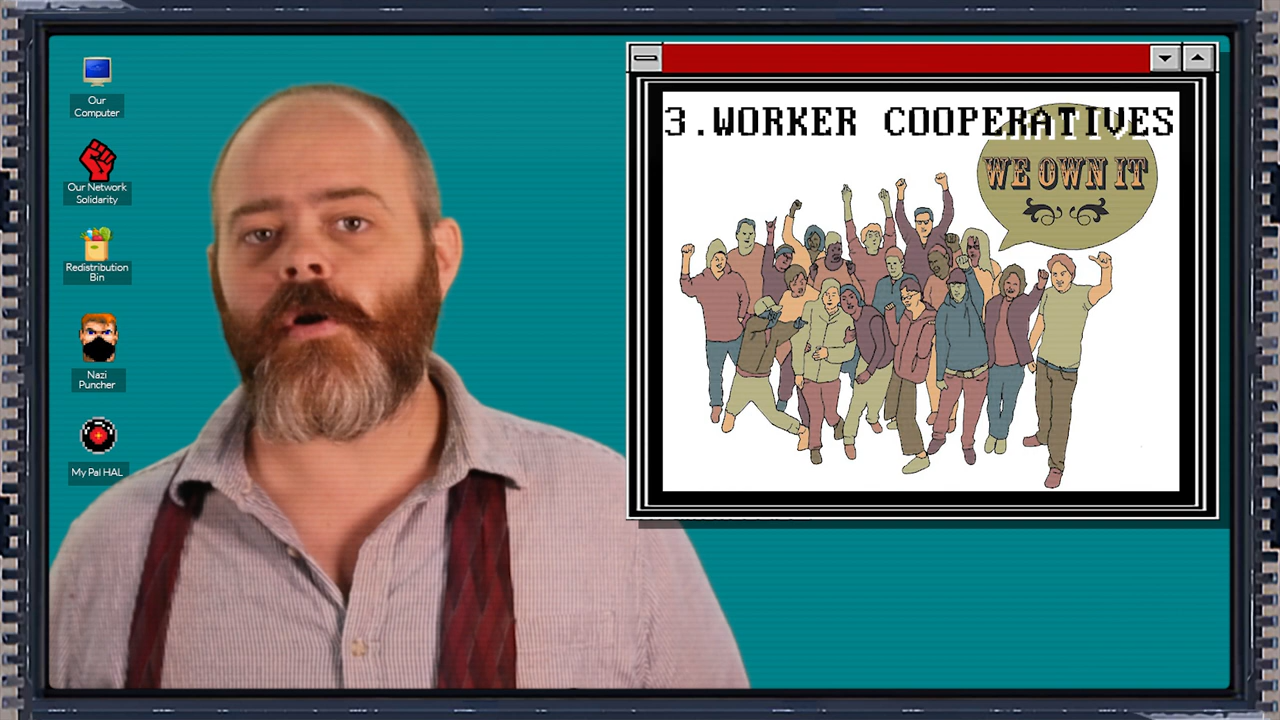 Our
Computer
Our Network
Solidarity
Redistribution
Bin
Nazi
Puncher
My Pal HAL
3.WORKER COOPERATIVES
WE OWN IT